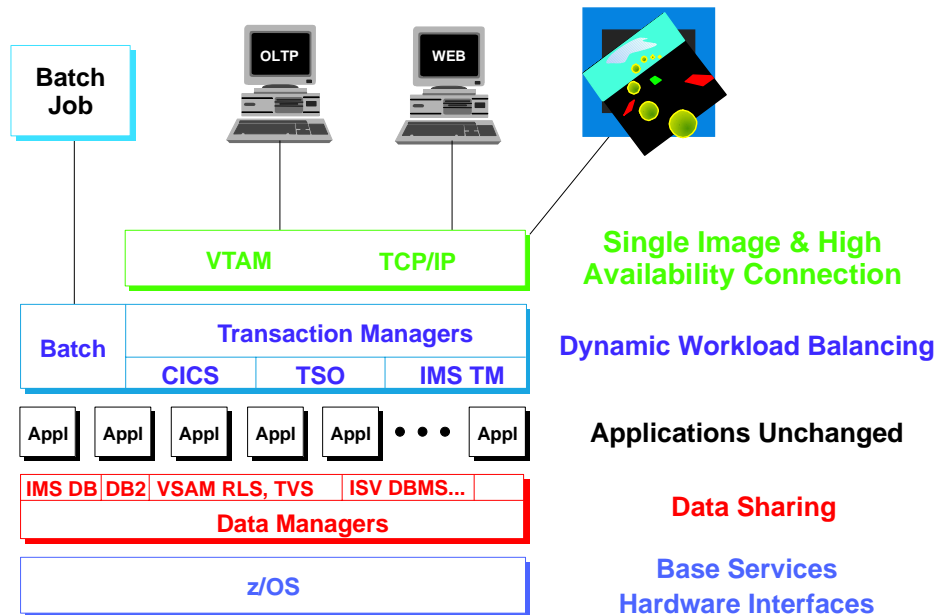 OLTP
WEB
Batch
Job
VTAM
TCP/IP
Single Image & High
Availability Connection
Batch
Transaction Managers
CICS
TSO
IMS TM
Dynamic Workload Balancing
Appl
Appl
Appl
Appl
Appl
• • •
Appl
Applications Unchanged
IMS DB
DB2
VSAM RLS, TVS
ISV DBMS...
Data Managers
Data Sharing
z/OS
Base Services
Hardware Interfaces